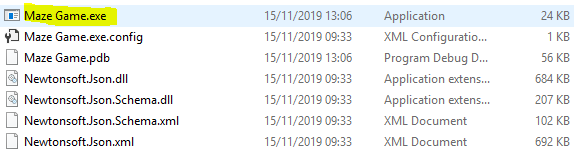 Maze Game.exe 15/11/2019 13:06 Application 24 KB
Maze Game.exe.config 15/11/2019 09:33 XML Configuratio... 1 KB
Maze Game.pdb 15/11/2019 13:06 Program Debug D... 56 KB
Newtonsoft.Json.dll 15/11/2019 09:33 Application extens... 684 KB
Newtonsoft.Json.Schema.dll 15/11/2019 09:33 Application extens... 207 KB
Newtonsoft.Json.Schema.xml 15/11/2019 09:33 XML Document 102 KB
Newtonsoft.Json.xml 15/11/2019 09:33 XML Document 692 KB